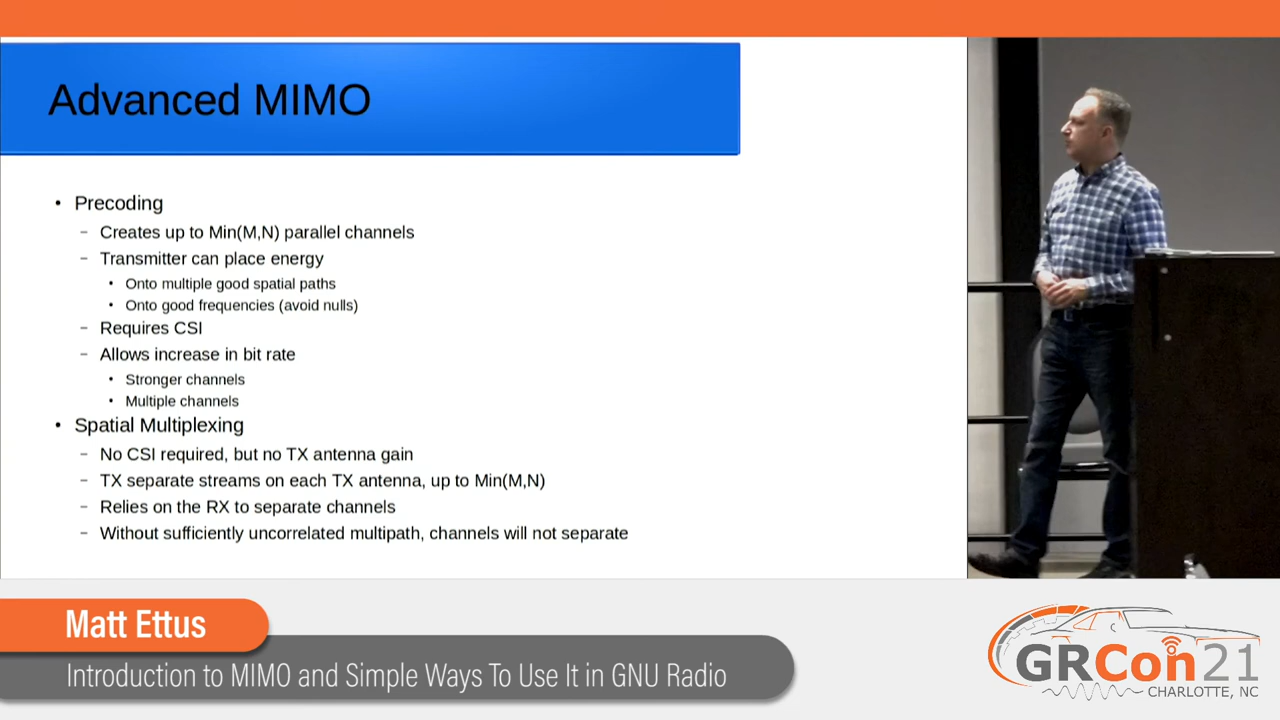 Advanced MIMO
• Precoding
– Creates up to Min(M,N) parallel channels
– Transmitter can place energy
• Onto multiple good spatial paths
• Onto good frequencies (avoid nulls)
– Requires CSI
– Allows increase in bit rate
• Stronger channels
• Multiple channels
• Spatial Multiplexing
– No CSI required, but no TX antenna gain
– TX separate streams on each TX antenna, up to Min(M,N)
– Relies on the RX to separate channels
– Without sufficiently uncorrelated multipath, channels will not separate
Matt Ettus
Introduction to MIMO and Simple Ways To Use It in GNU Radio
GRCon21
CHARLOTTE, NC